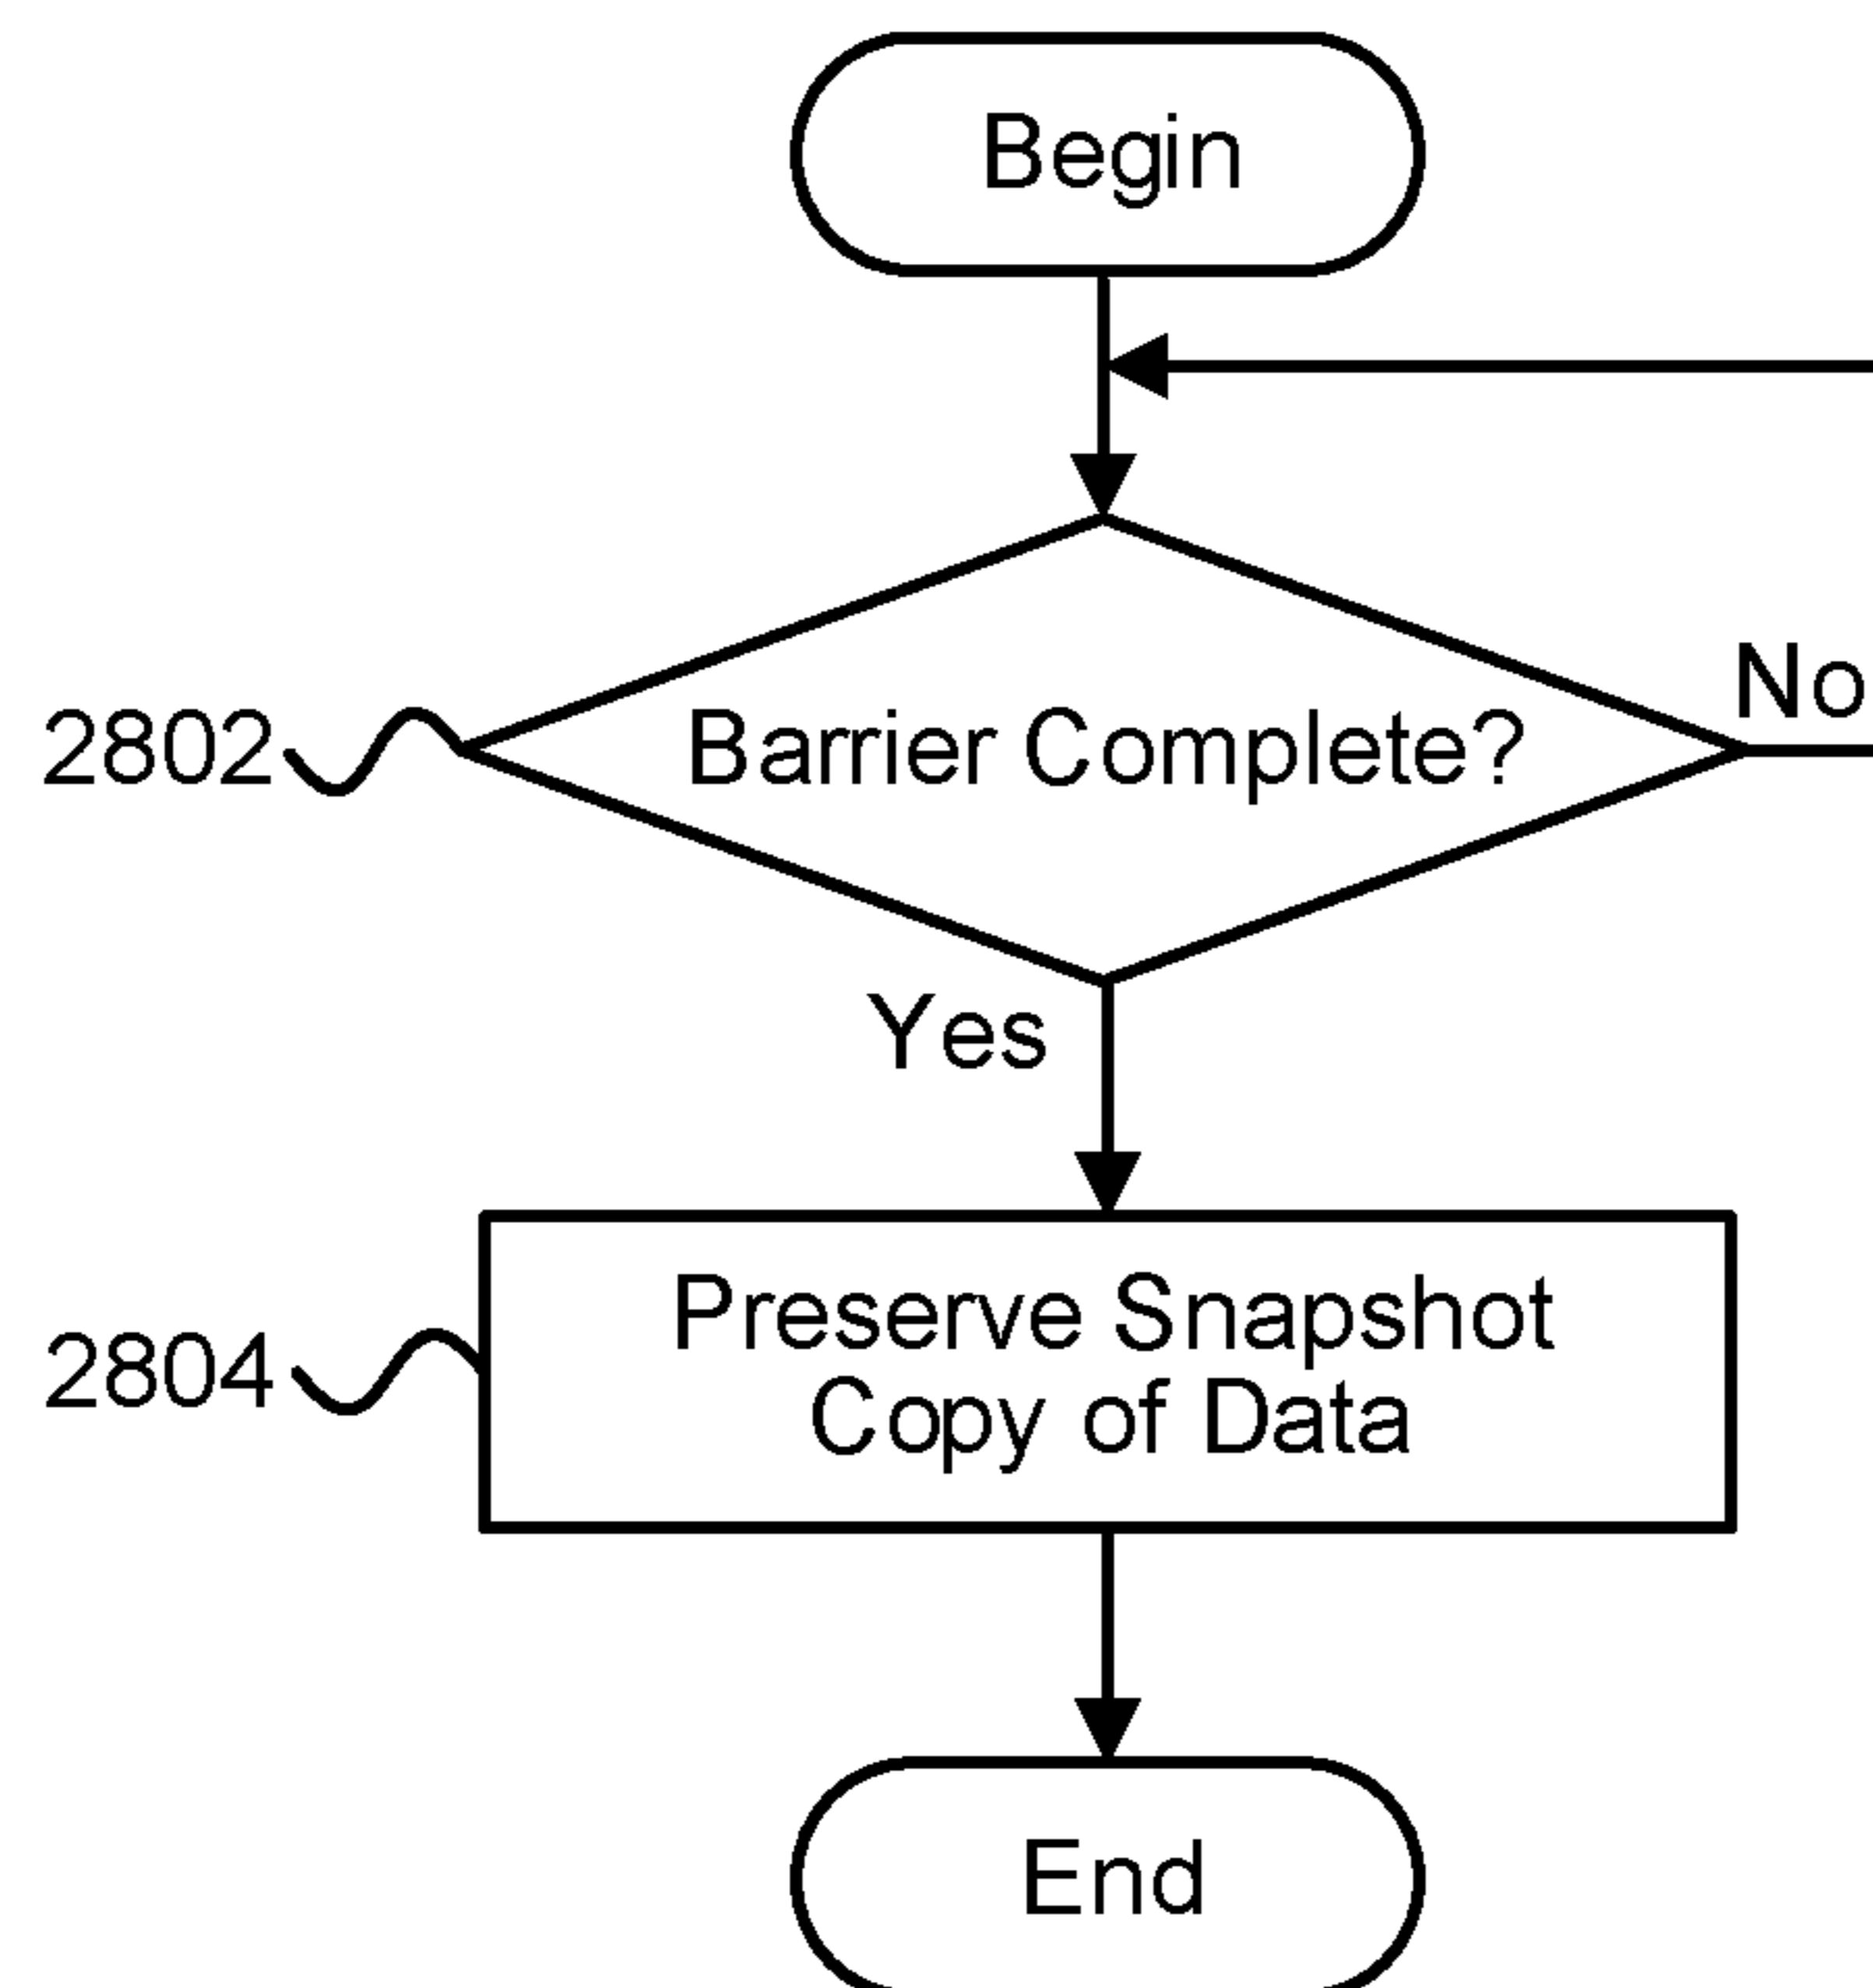 Begin
No
2802
Barrier Complete?
Yes
Preserve Snapshot
2804
Copy of Data
End